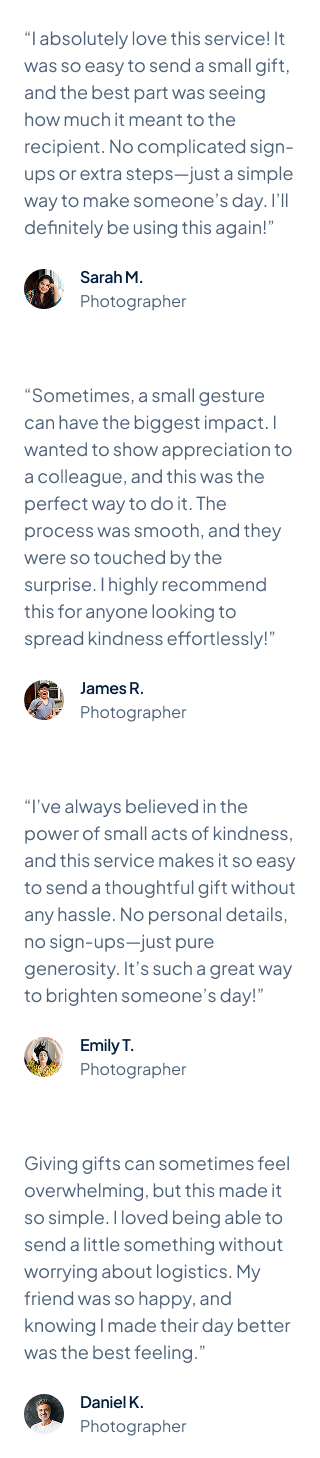 “I absolutely love this service! It
was so easy to send a small gift,
and the best part was seeing
how much it meant to the
recipient. No complicated sign-
ups or extra steps—just a simple
way to make someone’s day. I’ll
definitely be using this again!”
Sarah M.
Photographer
“Sometimes, a small gesture
can have the biggest impact. I
wanted to show appreciation to
a colleague, and this was the
perfect way to do it. The
process was smooth, and they
were so touched by the
surprise. I highly recommend
this for anyone looking to
spread kindness effortlessly!”
James R.
Photographer
“I’ve always believed in the
power of small acts of kindness,
and this service makes it so easy
to send a thoughtful gift without
any hassle. No personal details,
no sign-ups—just pure
generosity. It’s such a great way
to brighten someone’s day!”
Emily T.
Photographer
Giving gifts can sometimes feel
overwhelming, but this made it
so simple. I loved being able to
send a little something without
worrying about logistics. My
friend was so happy, and
knowing I made their day better
was the best feeling.”
Daniel K.
Photographer